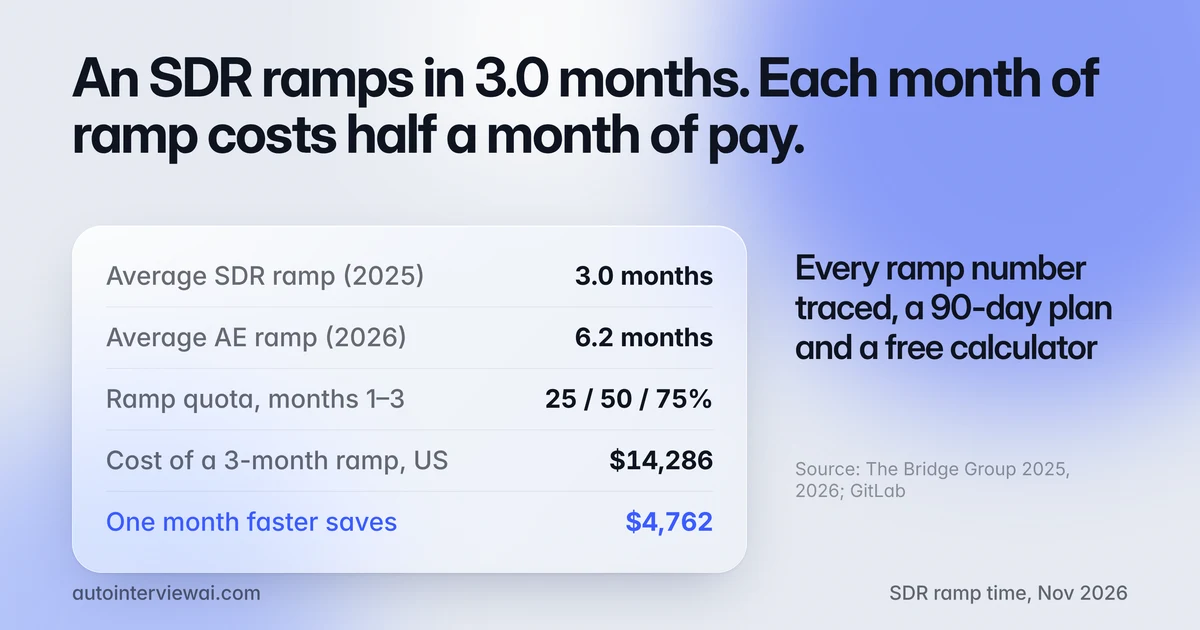 An SDR ramps in 3.0 months. Each month of
ramp costs half a month of pay.
Average SDR ramp (2025) 3.0 months
Average AE ramp (2026) 6.2 months
Ramp quota, months 1–3 25 / 50 / 75%
Cost of a 3-month ramp, US $14,286
One month faster saves $4,762
Every ramp number
traced, a 90-day plan
and a free calculator
Source: The Bridge Group 2025,
2026; GitLab
autointerviewai.com
SDR ramp time, Nov 2026